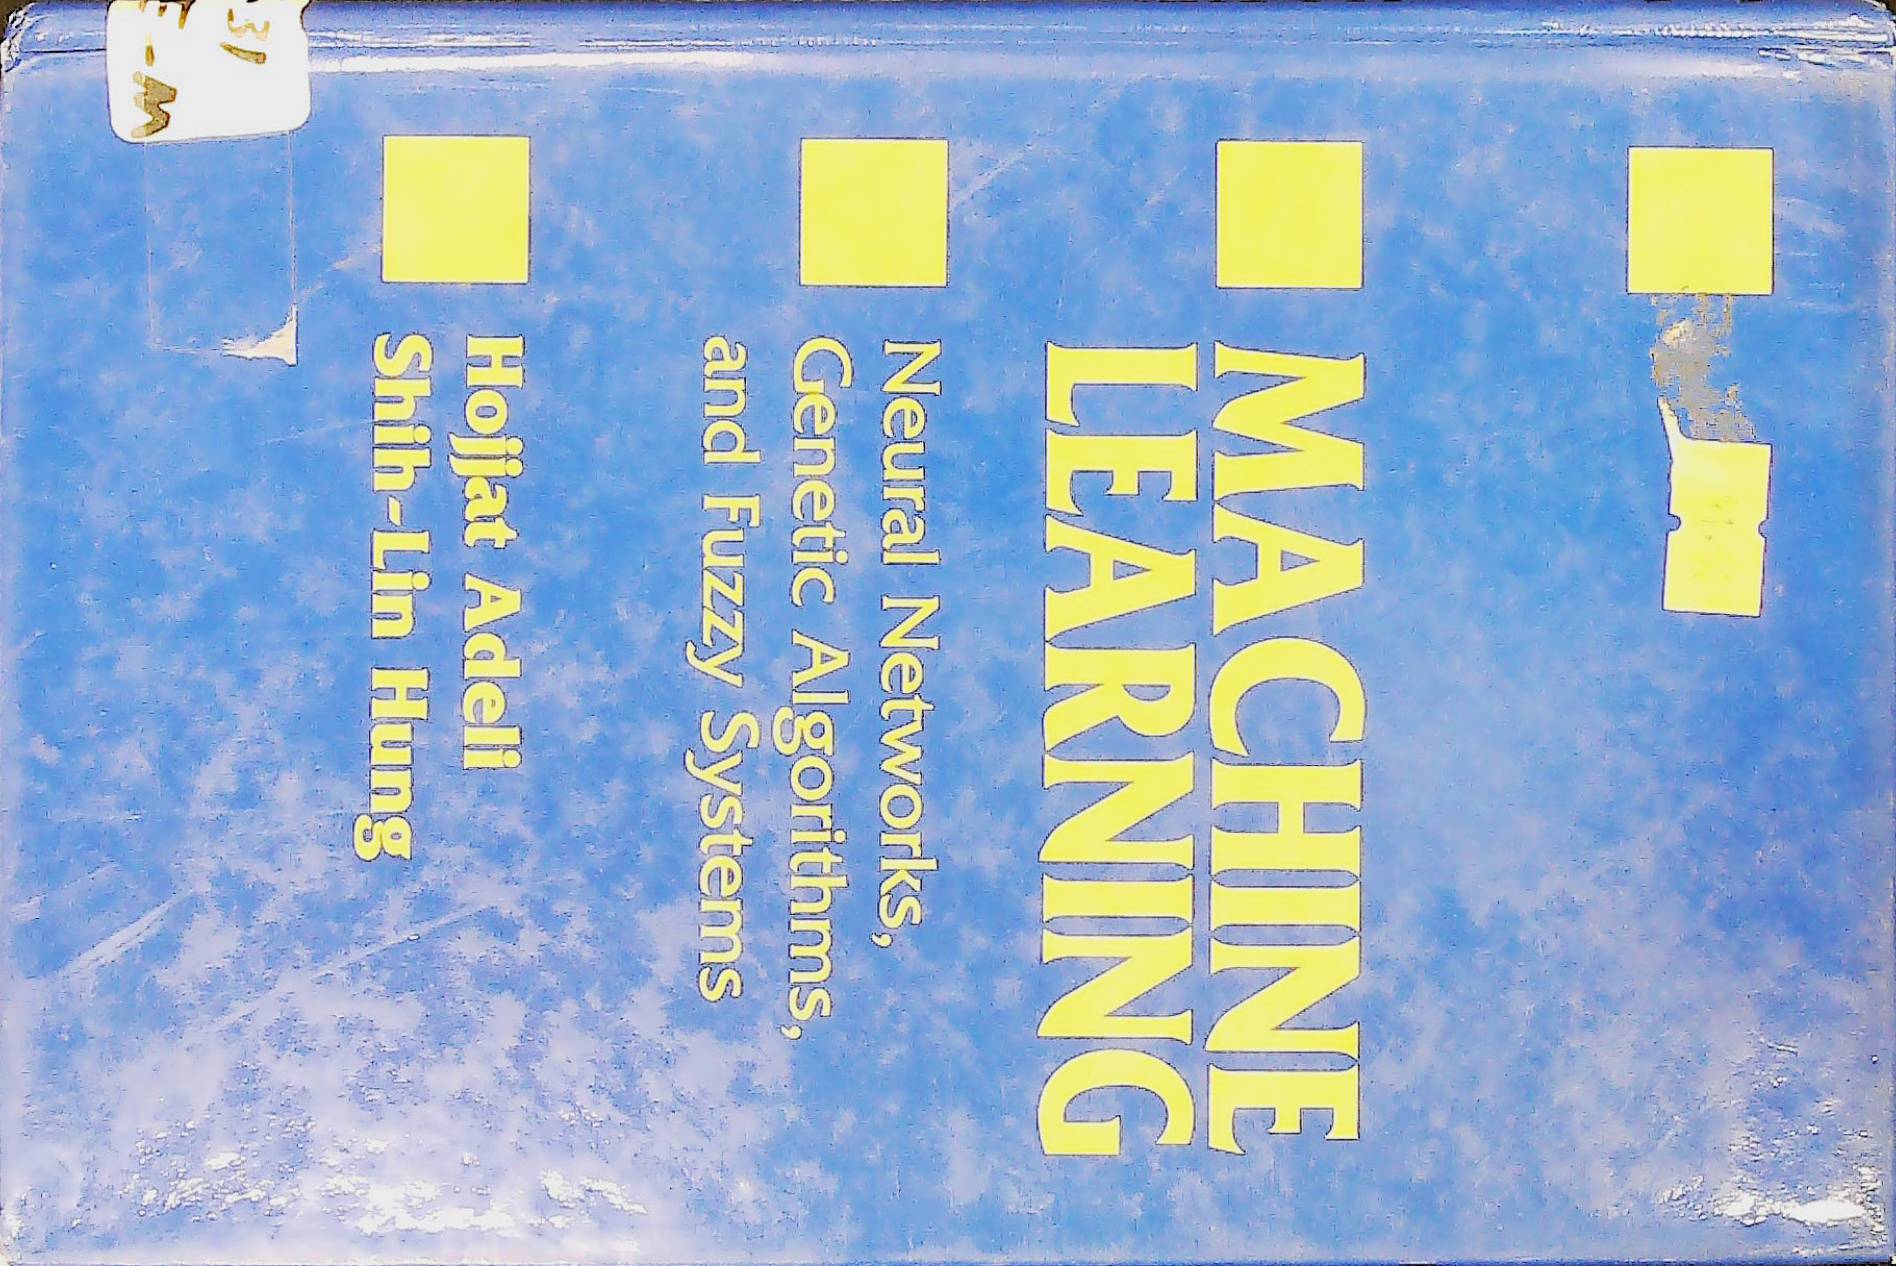 MACHINE
LEARNING
Neural Networks,
Genetic Algorithms,
and Fuzzy Systems
Hojjat Adeli
Shih-Lin Hung